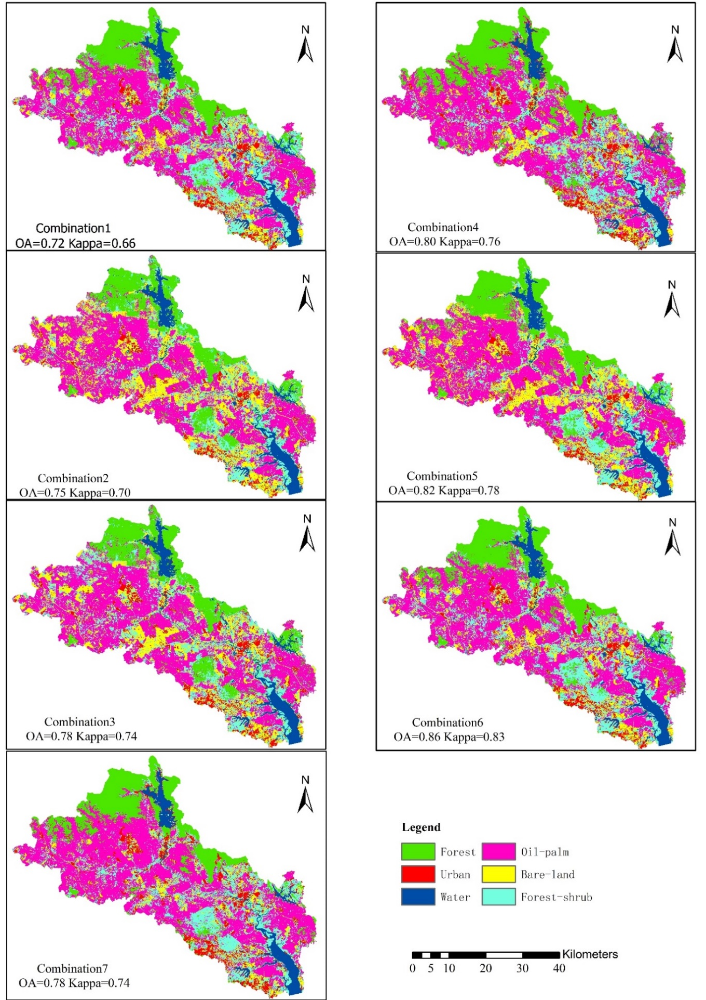 N
Combination1
OA=0.72 Kappa=0.66
N
Combination4
OA=0.80 Kappa=0.76
N
Combination2
OA=0.75 Kappa=0.70
N
Combination5
OA=0.82 Kappa=0.78
N
Combination3
OA=0.78 Kappa=0.74
N
Combination6
OA=0.86 Kappa=0.83
N
Combination7
OA=0.78 Kappa=0.74
Legend
Forest Oil-palm
Urban Bare-land
Water Forest-shrub
Kilometers
0 5 10 20 30 40